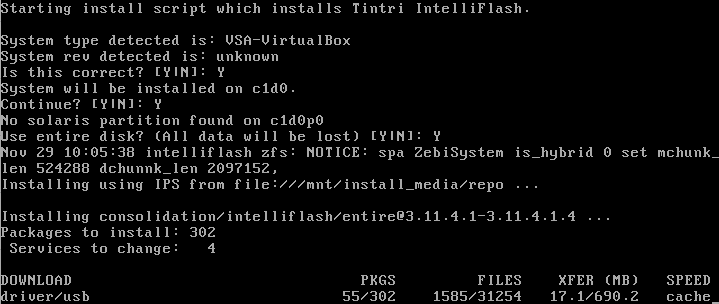 Starting install script which installs Tintri IntelliFlash.
System type detected is: VSA-VirtualBox
System rev detected is: unknown
Is this correct? [Y|N]: Y
System will be installed on c1d0.
Continue? [Y|N]: Y
No solaris partition found on c1d0p0
Use entire disk? (All data will be lost) [Y|N]: Y
Nov 29 10:05:38 intelliflash zfs: NOTICE: spa ZebiSystem is_hybrid 0 set mchunk_
len 524288 dchunnk_len 2097152,
Installing using IPS from file:///mnt/install_media/repo ...
Installing consolidation/intelliflash/entire@3.11.4.1-3.11.4.1.4 ...
Packages to install: 302
Services to change: 4
DOWNLOAD PKGS FILES XFER (MB) SPEED
driver/usb 55/302 1585/31254 17.1/690.2 cache